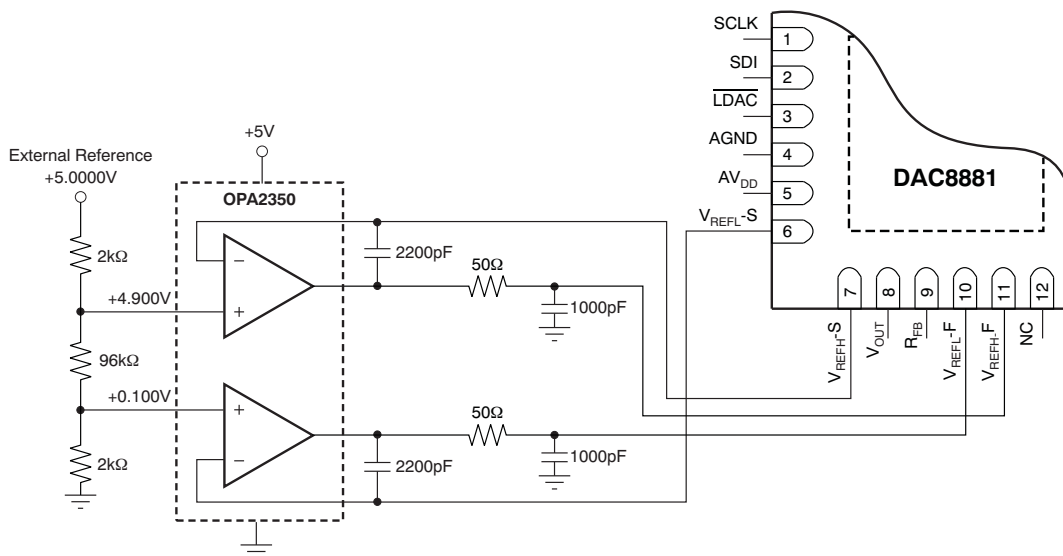 SCLK
1
SDI
2
LDAC
3
AGND
4
AVDD
5
VREFL-S
6
DAC8881
7
8
9
10
11
12
VREFH-S
VOUT
RFB
VREFL-F
VREFH-F
NC
+5V
External Reference
+5.0000V
OPA2350
2kΩ
−
+
+4.900V
2200pF
50Ω
1000pF
96kΩ
+0.100V
+
−
50Ω
2200pF
1000pF
2kΩ